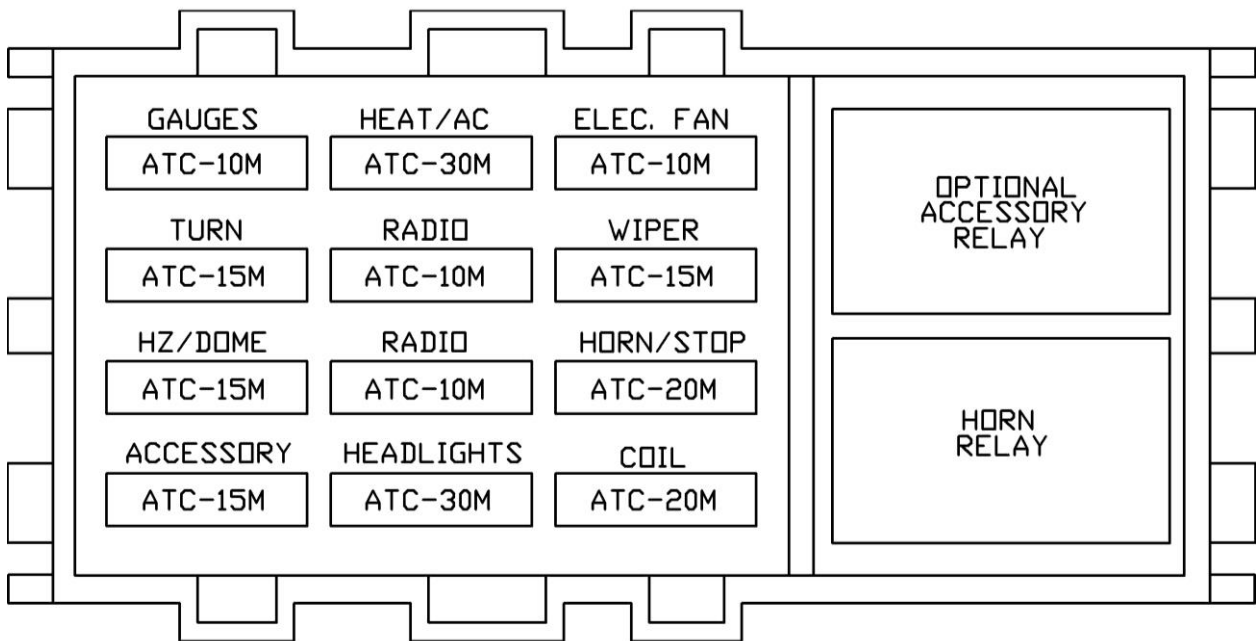 GAUGES HEAT/AC ELEC. FAN
ATC-10M ATC-30M ATC-10M
TURN RADIO WIPER
ATC-15M ATC-10M ATC-15M
HZ/DOME RADIO HORN/STOP
ATC-15M ATC-10M ATC-20M
ACCESSORY HEADLIGHTS COIL
ATC-15M ATC-30M ATC-20M
OPTIONAL
ACCESSORY
RELAY
HORN
RELAY